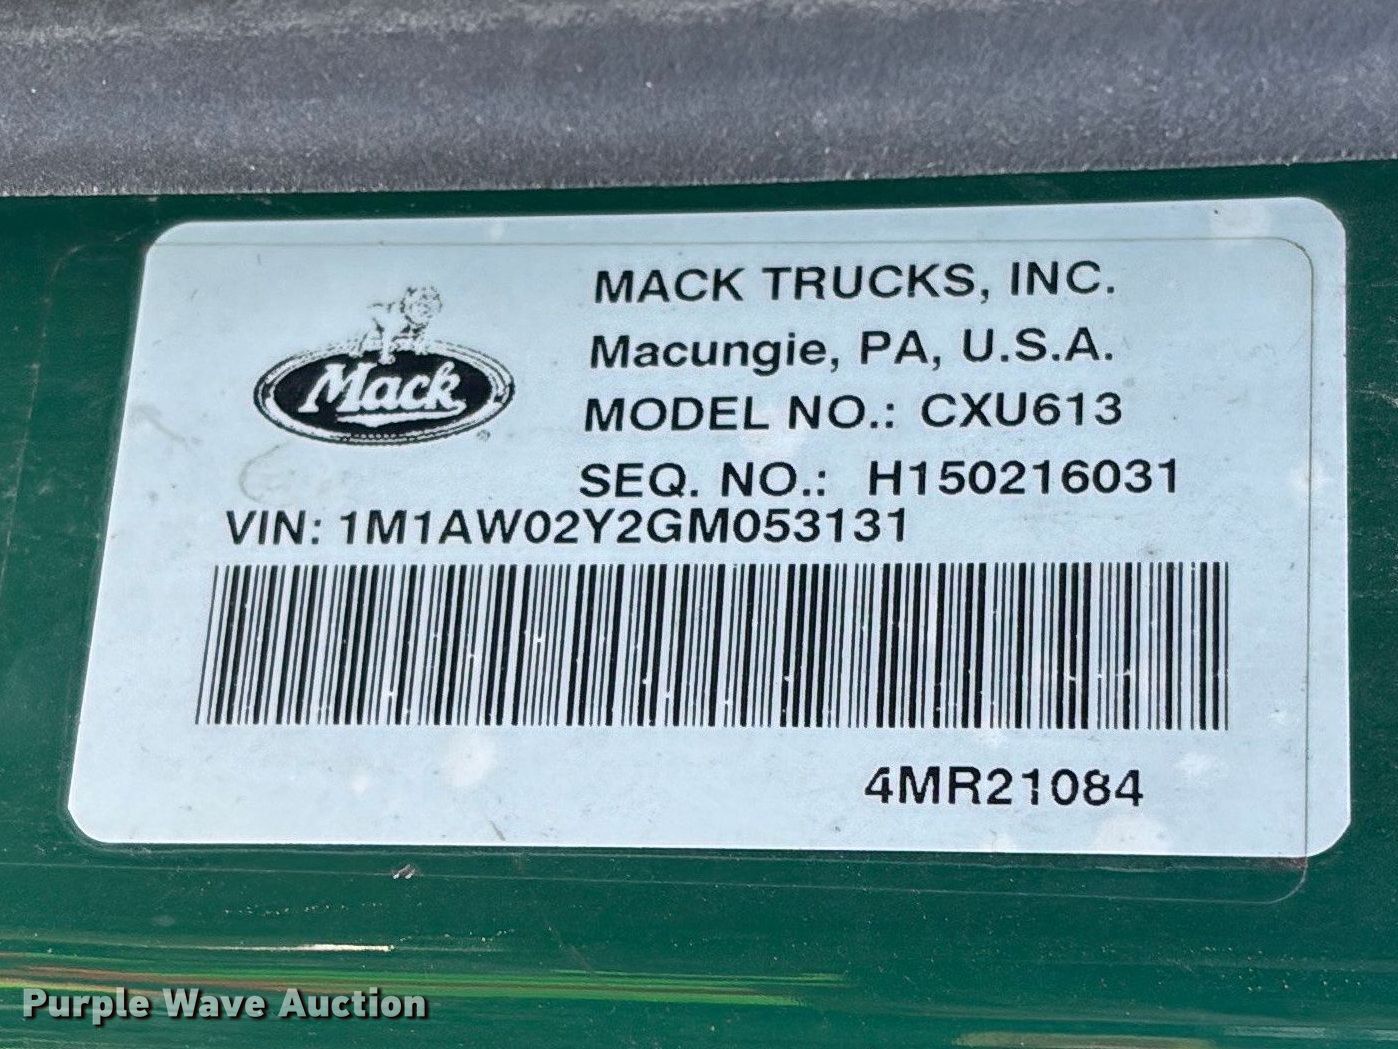 MACK TRUCKS, INC.
Macungie, PA, U.S.A.
Mack
®
MODEL NO.: CXU613
SEQ. NO.: H150216031
VIN: 1M1AW02Y2GM053131
4MR21084
Purple Wave Auction